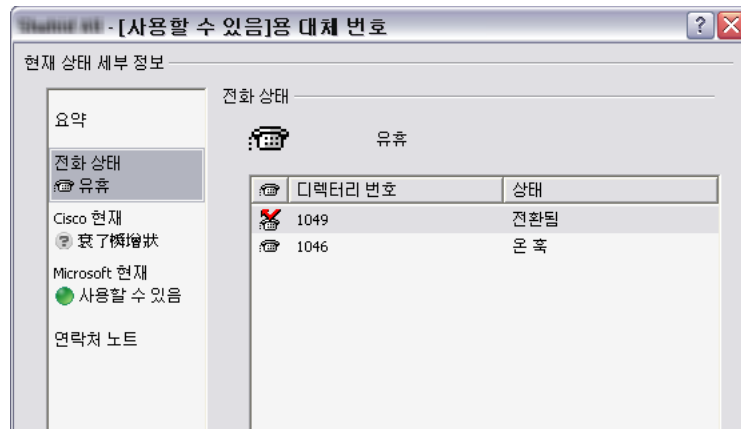 - [사용할 수 있음]용 대체 번호
현재 상태 세부 정보
요약
전화 상태
유휴
Cisco 현재
Microsoft 현재
사용할 수 있음
연락처 노트
전화 상태
유휴
디렉터리 번호 상태
1049 전환됨
1046 온 훅